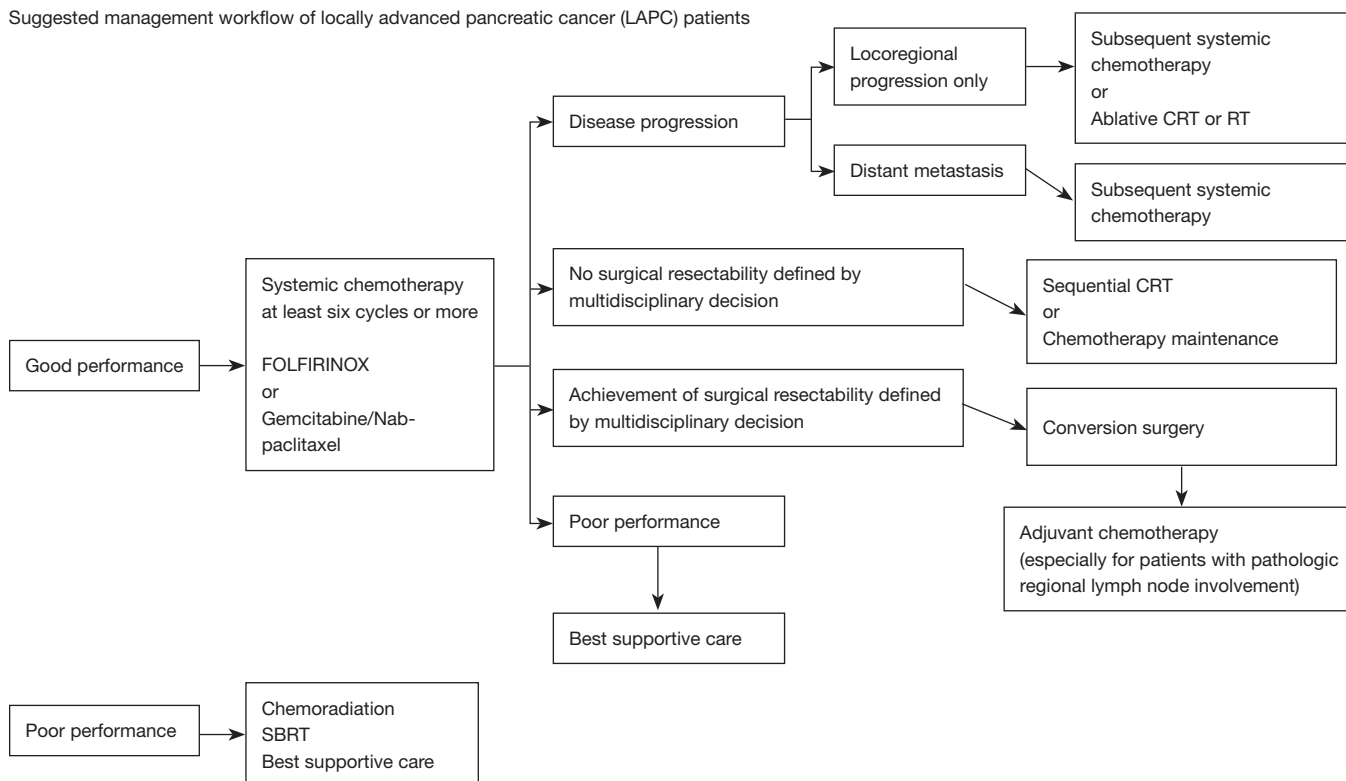 Suggested management workflow of locally advanced pancreatic cancer (LAPC) patients
Good performance
Systemic chemotherapy
at least six cycles or more
FOLFIRINOX
or
Gemcitabine/Nab-
paclitaxel
Disease progression
Locoregional
progression only
Subsequent systemic
chemotherapy
or
Ablative CRT or RT
Distant metastasis
Subsequent systemic
chemotherapy
No surgical resectability defined by
multidisciplinary decision
Sequential CRT
or
Chemotherapy maintenance
Achievement of surgical resectability defined
by multidisciplinary decision
Conversion surgery
Adjuvant chemotherapy
(especially for patients with pathologic
regional lymph node involvement)
Poor performance
Best supportive care
Poor performance
Chemoradiation
SBRT
Best supportive care